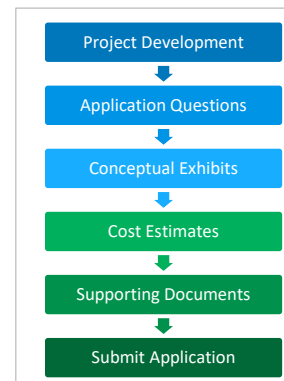 Project Development
Application Questions
Conceptual Exhibits
Cost Estimates
Supporting Documents
Submit Application